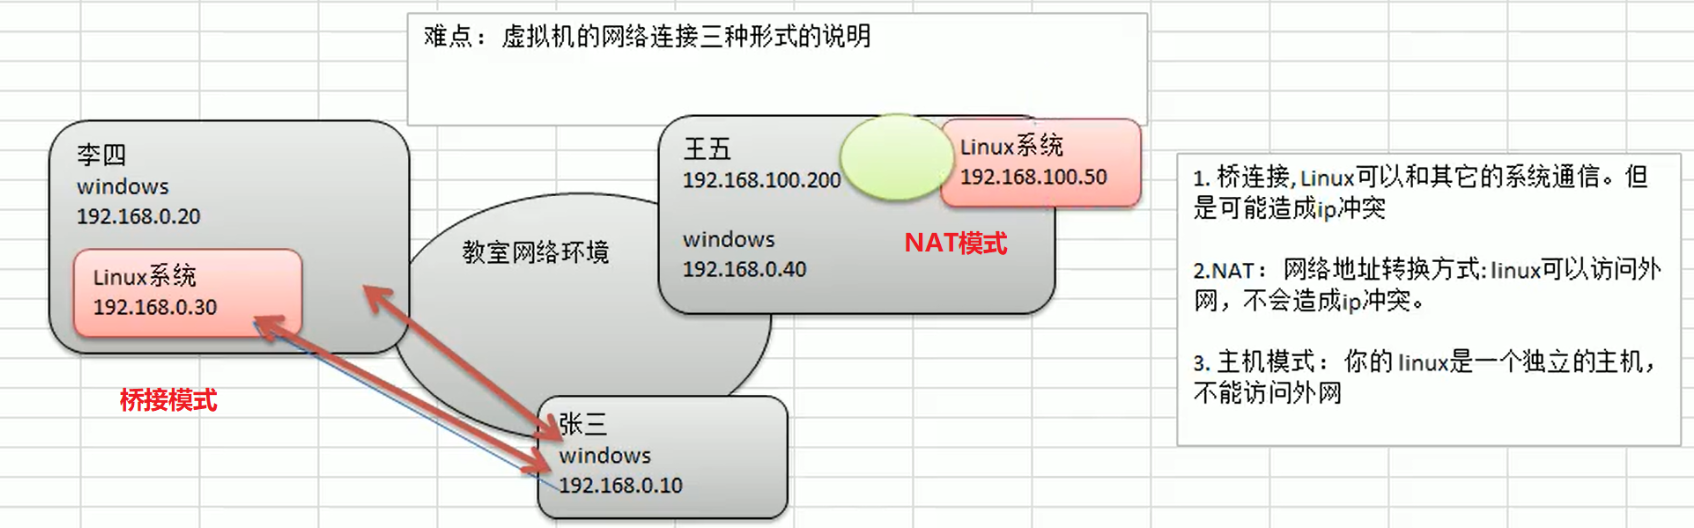 难点：虚拟机的网络连接三种形式的说明
李四
windows
192.168.0.20
Linux系统
192.168.0.30
桥接模式
教室网络环境
王五
192.168.100.200
windows
192.168.0.40
Linux系统
192.168.100.50
NAT模式
张三
windows
192.168.0.10
1. 桥连接,Linux可以和其它的系统通信。但
是可能造成ip冲突
2.NAT：网络地址转换方式:linux可以访问外
网，不会造成ip冲突。
3. 主机模式：你的 linux是一个独立的主机，
不能访问外网